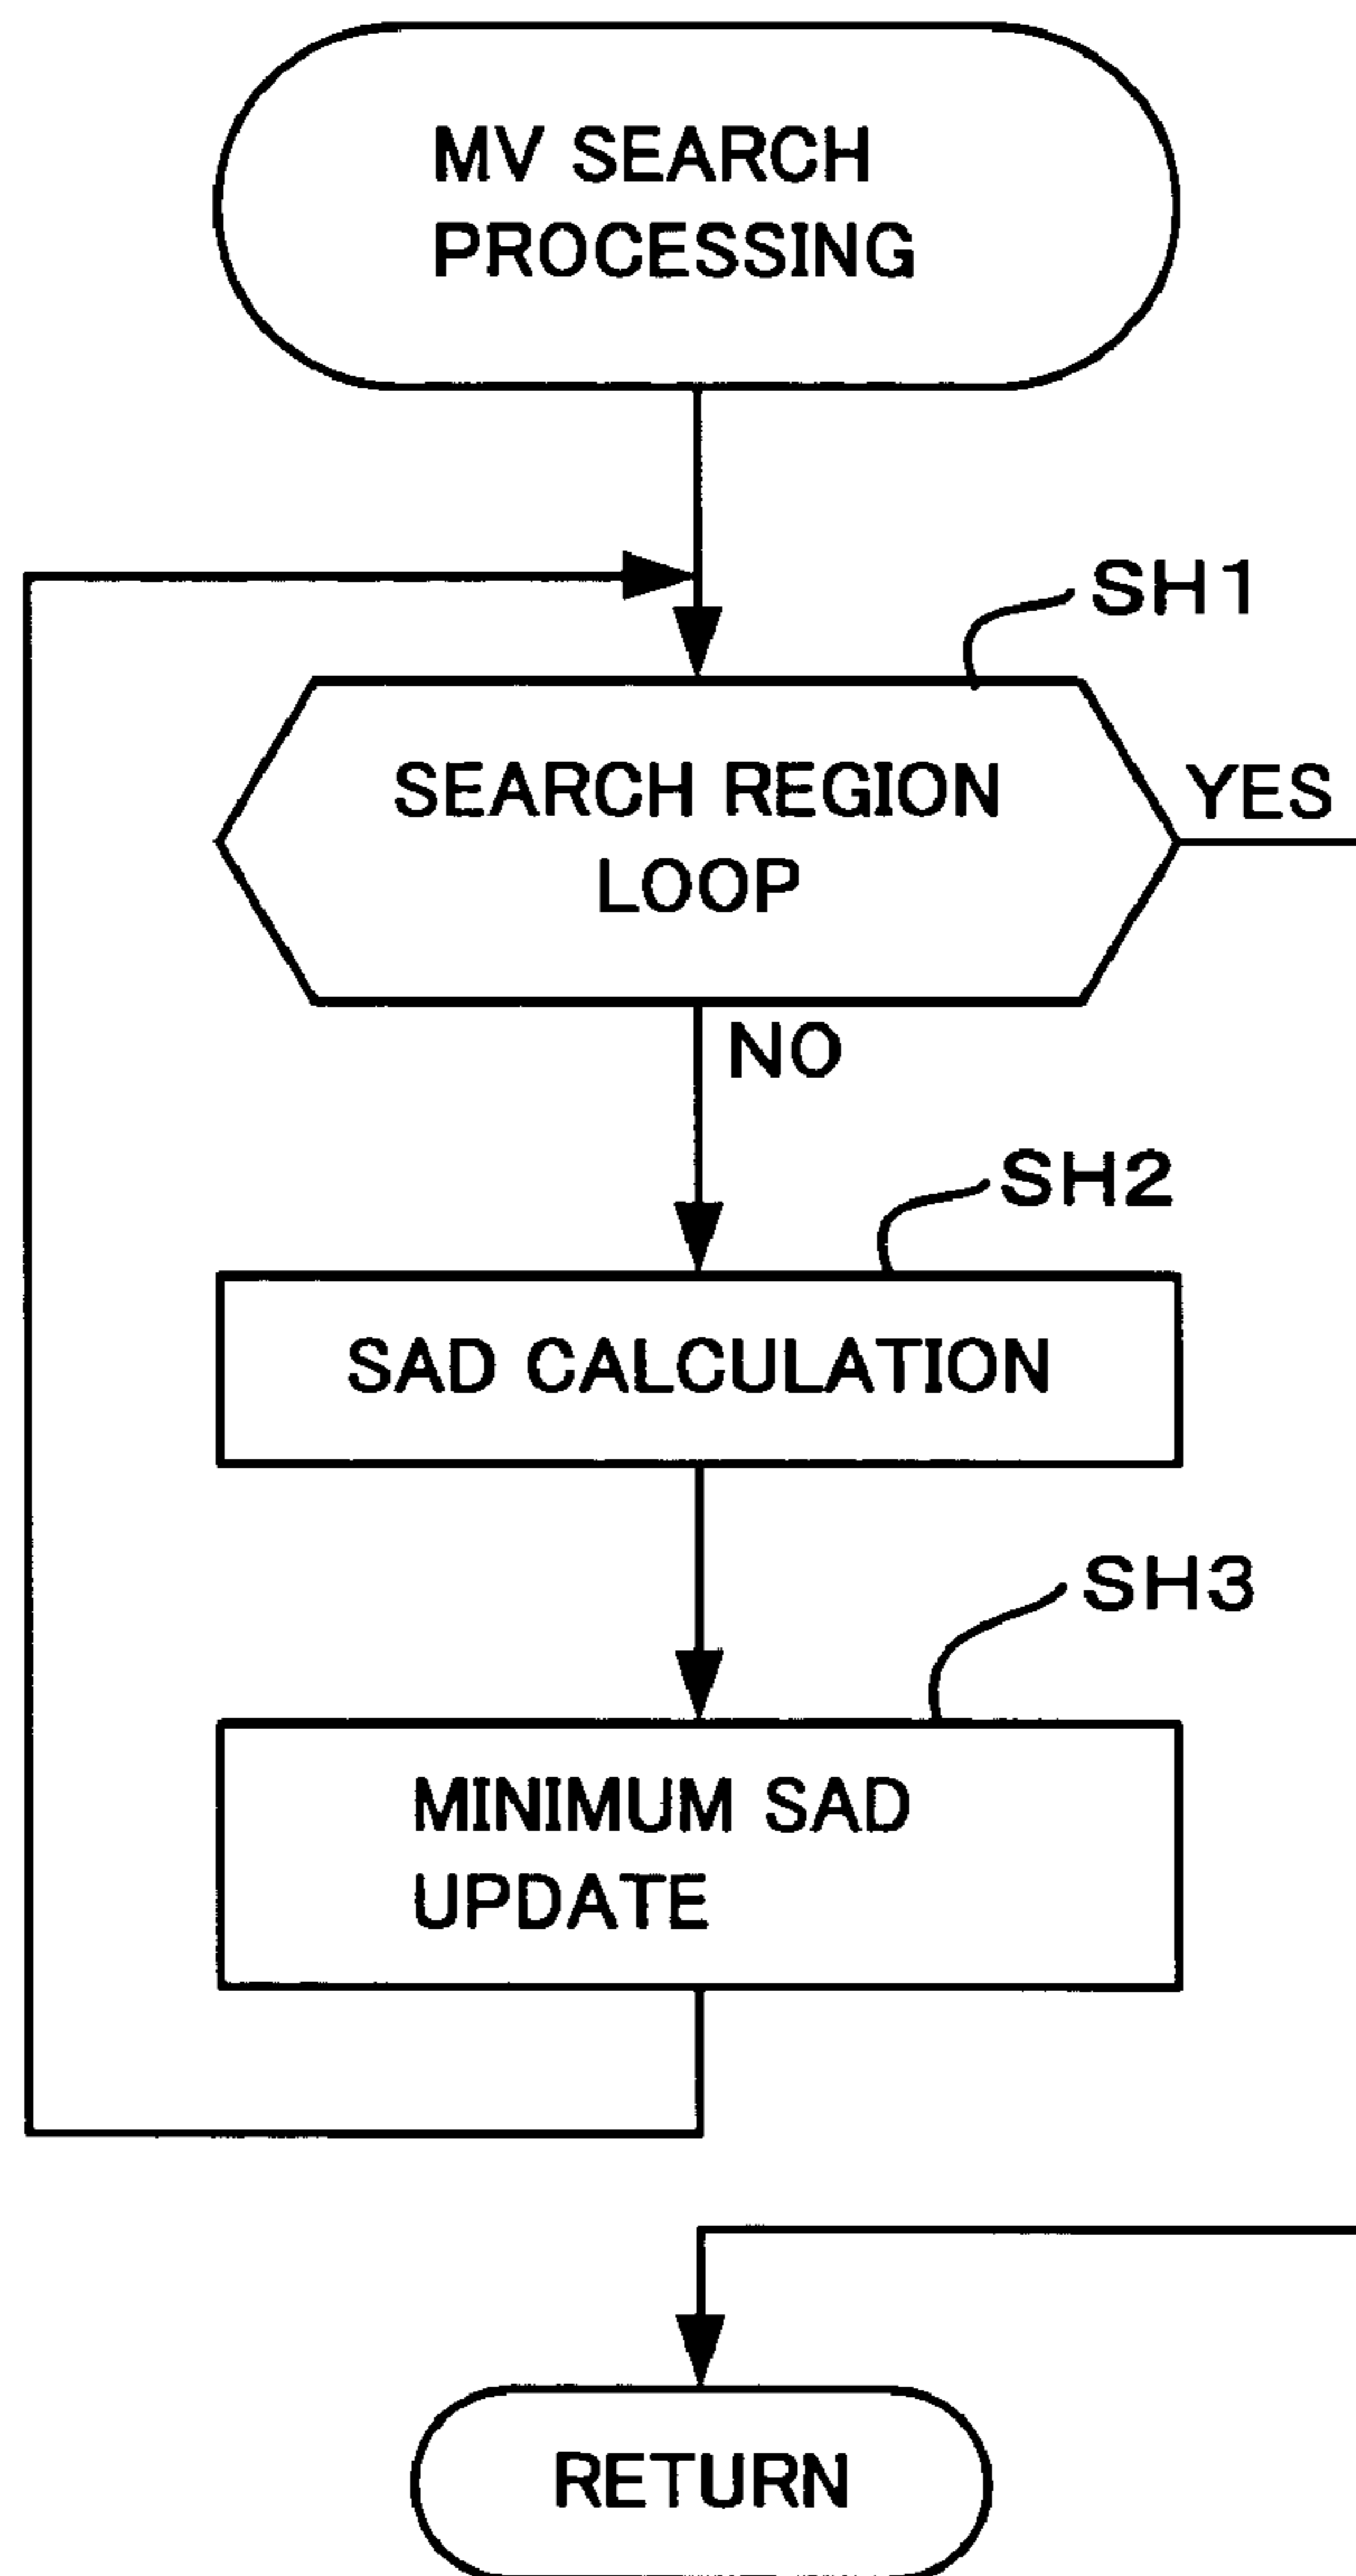 MV SEARCH
PROCESSING
SH1
SEARCH REGION
LOOP
YES
NO
SH2
SAD CALCULATION
SH3
MINIMUM SAD
UPDATE
RETURN